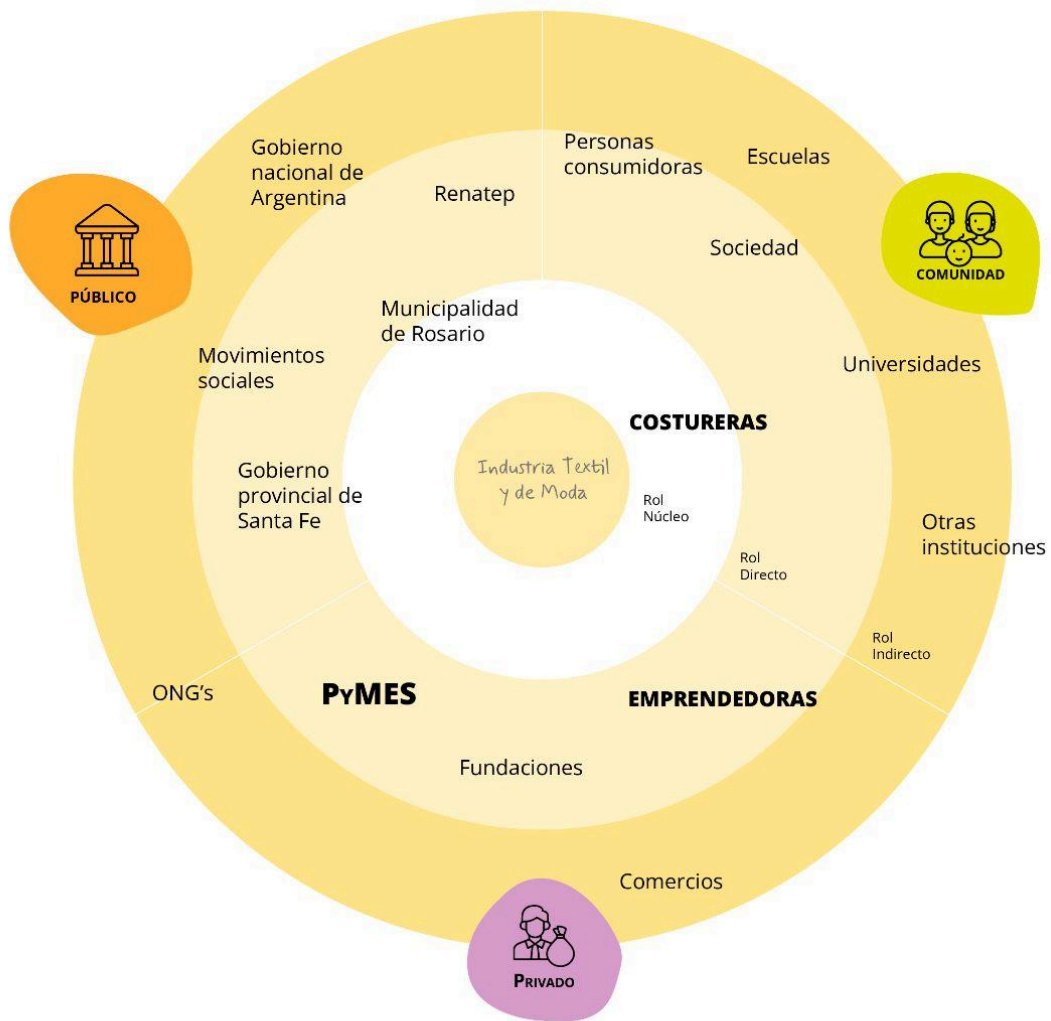 Gobierno
nacional de
Argentina
Renatep
Personas
consumidoras
Escuelas
PÚBLICO
COMUNIDAD
Sociedad
Municipalidad
de Rosario
Movimientos
sociales
Universidades
COSTURERAS
Industria Textil
y de Moda
Gobierno
provincial de
Santa Fe
Rol
Núcleo
Otras
instituciones
Rol
Directo
Rol
Indirecto
ONG's
PYMES
EMPRENDEDORAS
Fundaciones
Comercios
PRIVADO